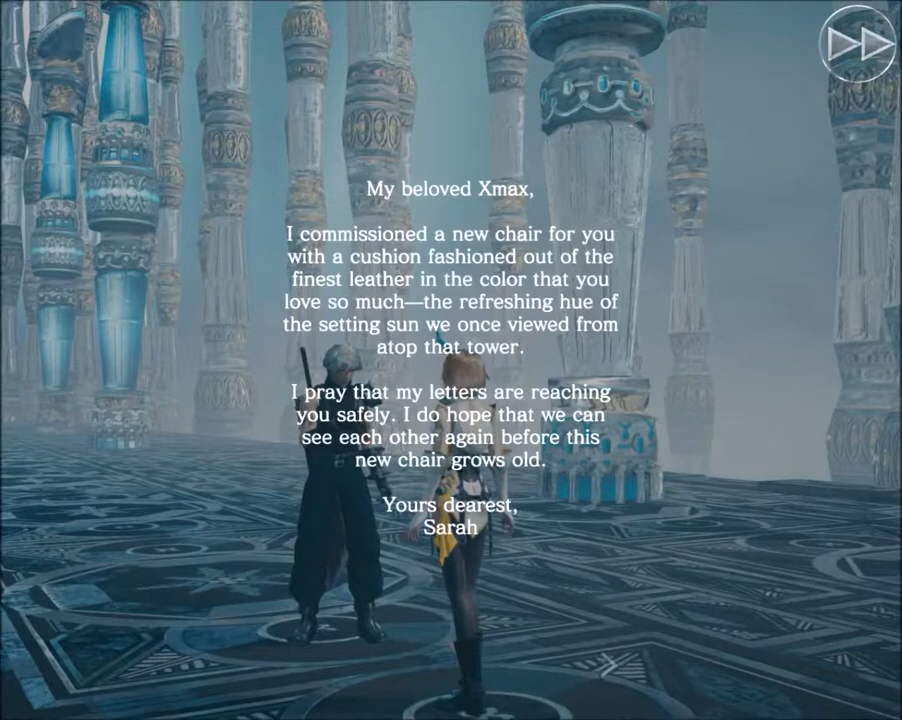 My beloved Xmax,
I commissioned a new chair for you
with a cushion fashioned out of the
finest leather in the color that you
love so much—the refreshing hue of
the setting sun we once viewed from
atop that tower.
I pray that my letters are reaching
you safely. I do hope that we can
see each other again before this
new chair grows old.
Yours dearest,
Sarah